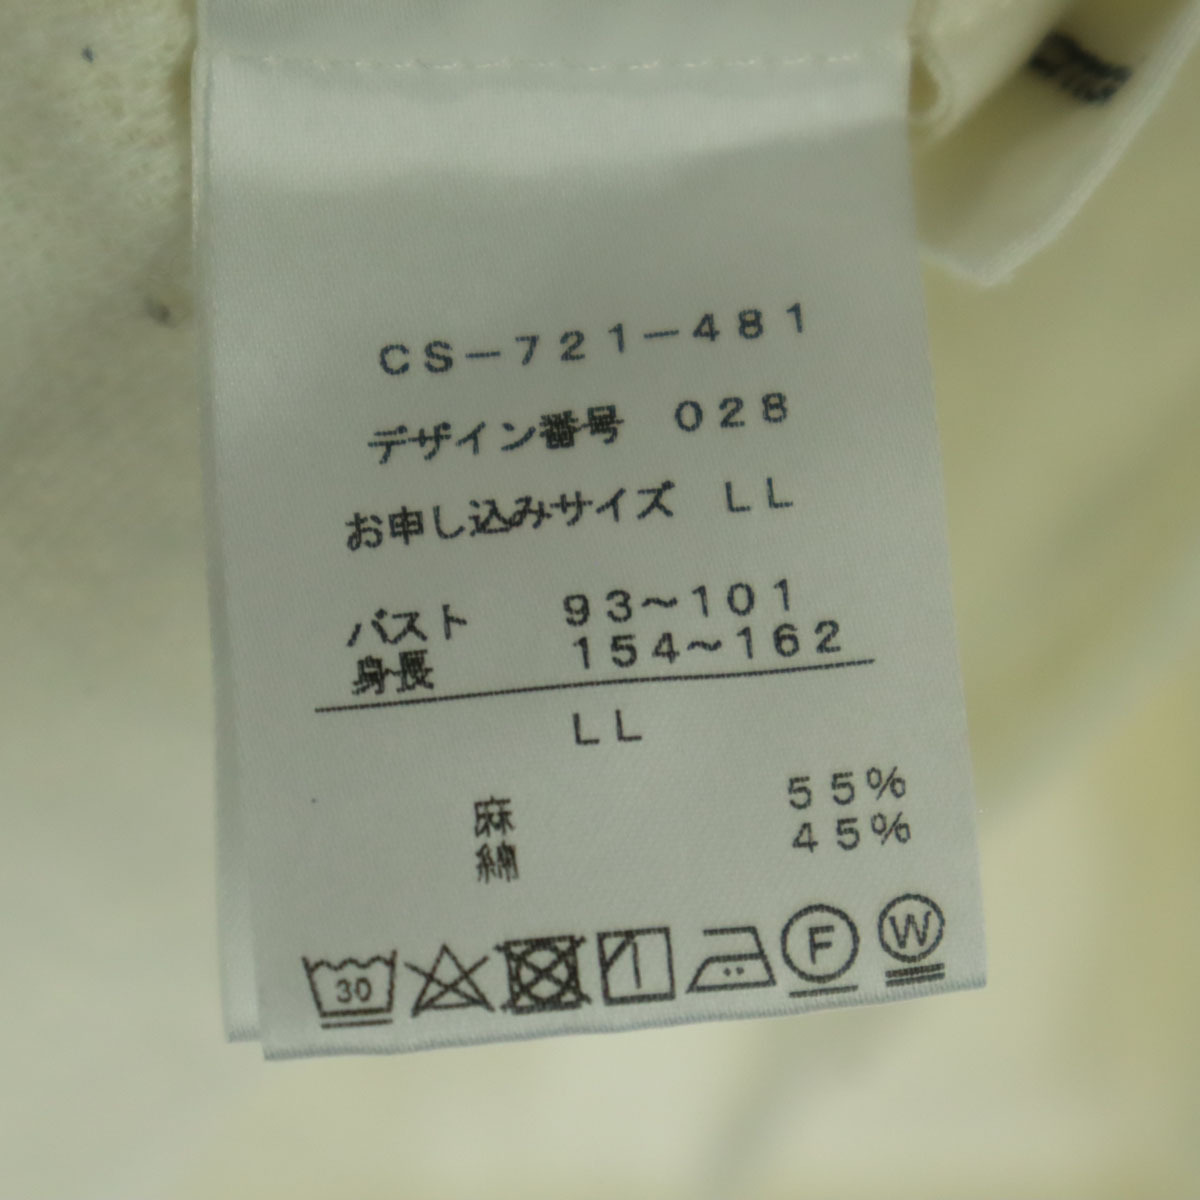 CS-721-481
デザイン番号 028
お申し込みサイズ LL
バスト 93~101
身長 154~162
LL
麻 55%
綿 45%
30 F W